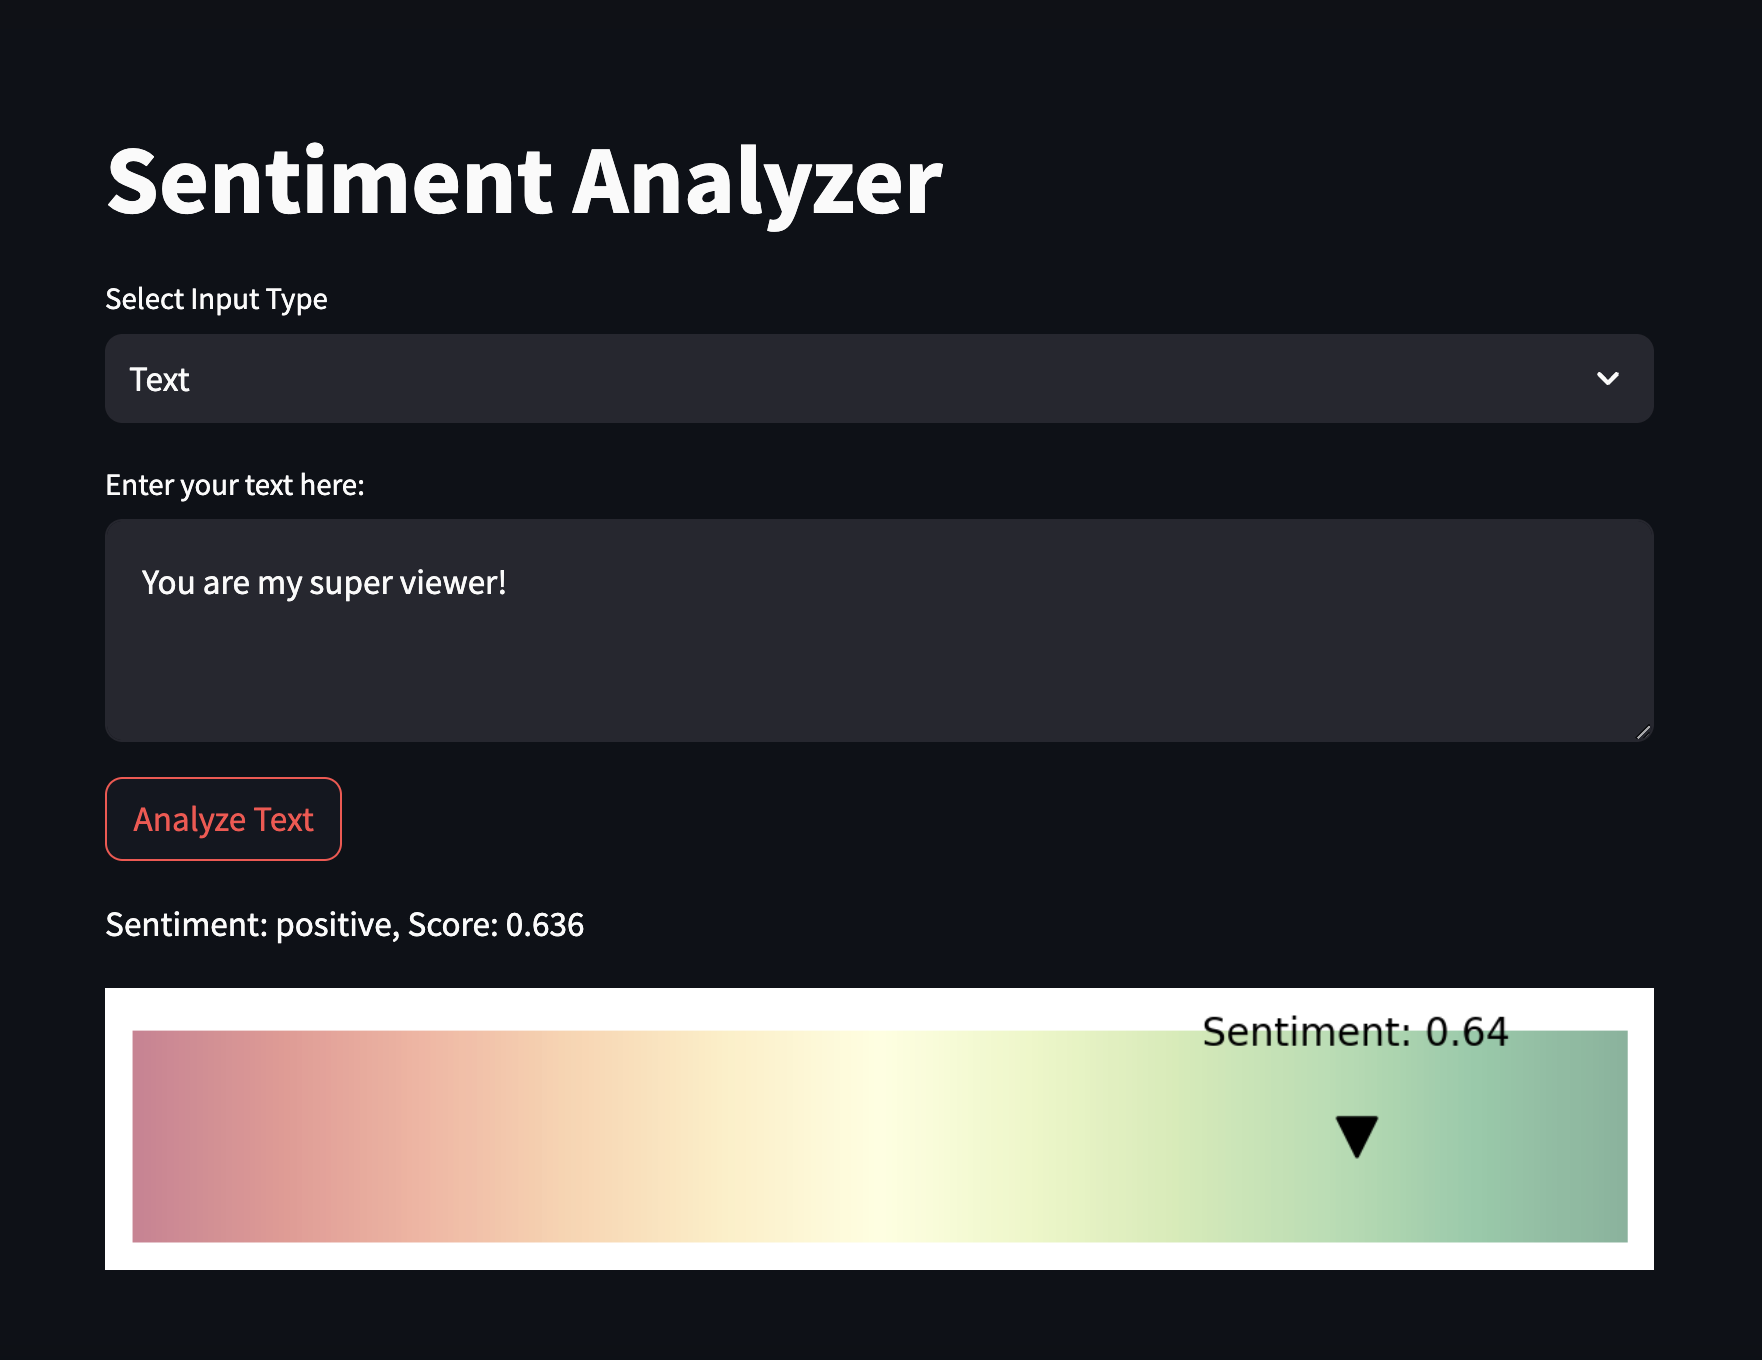 Sentiment Analyzer
Select Input Type
Text
Enter your text here:
You are my super viewer!
Analyze Text
Sentiment: positive, Score: 0.636
Sentiment: 0.64